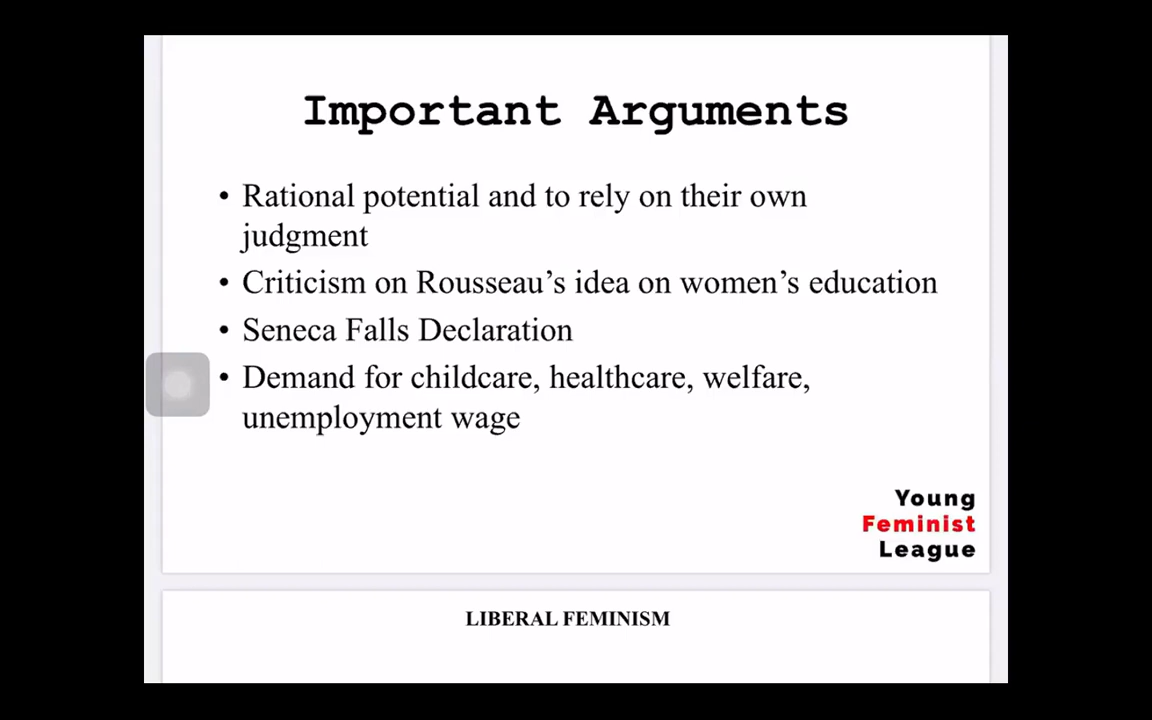 Important Arguments
• Rational potential and to rely on their own
judgment
• Criticism on Rousseau’s idea on women’s education
• Seneca Falls Declaration
• Demand for childcare, healthcare, welfare,
unemployment wage
Young
Feminist
League
LIBERAL FEMINISM